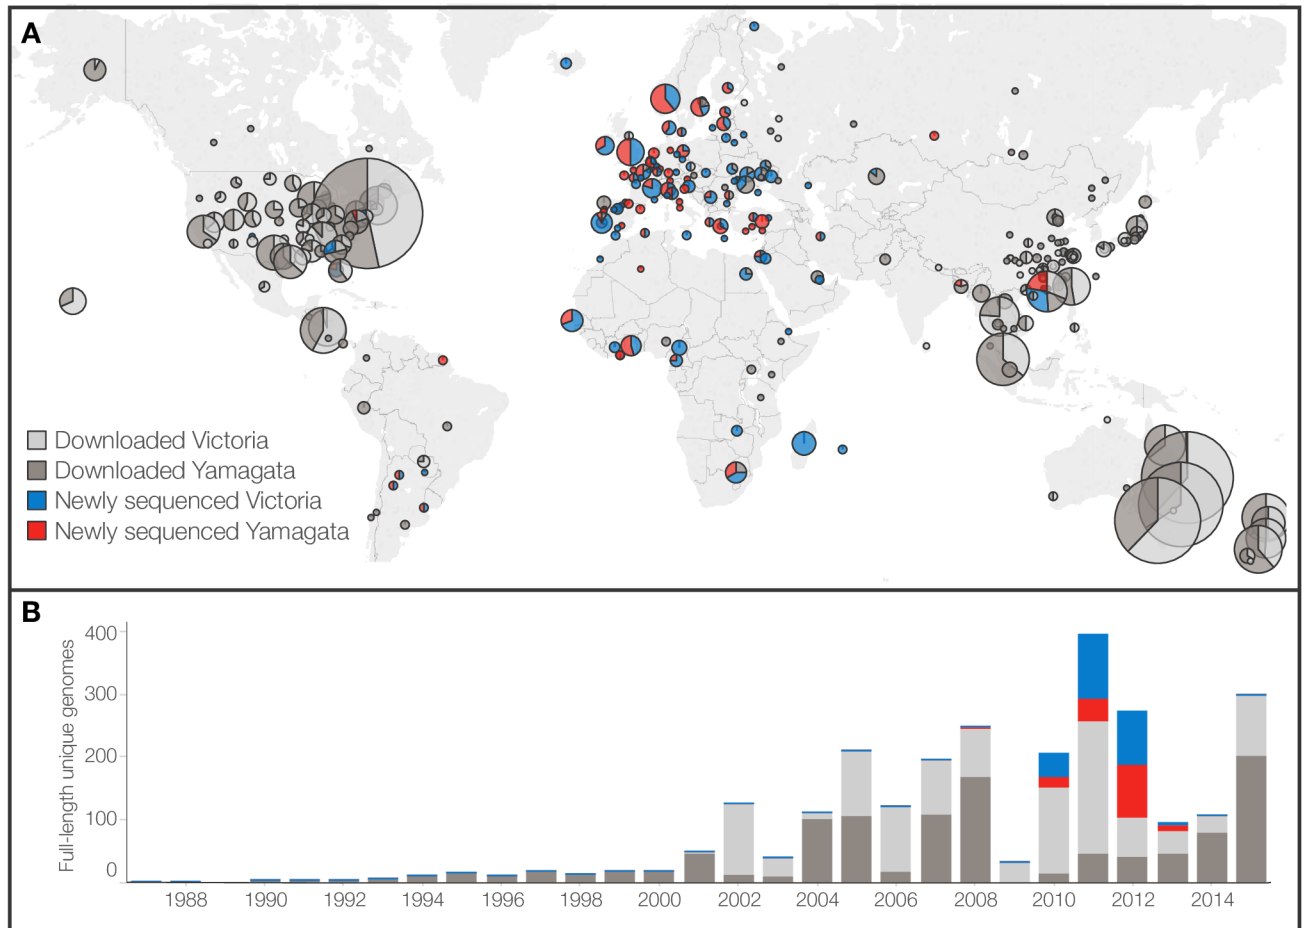 A
Downloaded Victoria
Downloaded Yamagata
Newly sequenced Victoria
Newly sequenced Yamagata
B
Full-length unique genomes
400
300
200
100
0
1988 1990 1992 1994 1996 1998 2000 2002 2004 2006 2008 2010 2012 2014